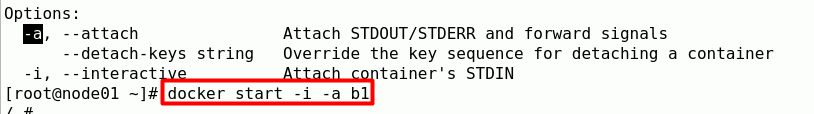 Options:
  -a, --attach               Attach STDOUT/STDERR and forward signals
      --detach-keys string   Override the key sequence for detaching a container
  -i, --interactive          Attach container's STDIN
[root@node01 ~]# docker start -i -a b1
/ #